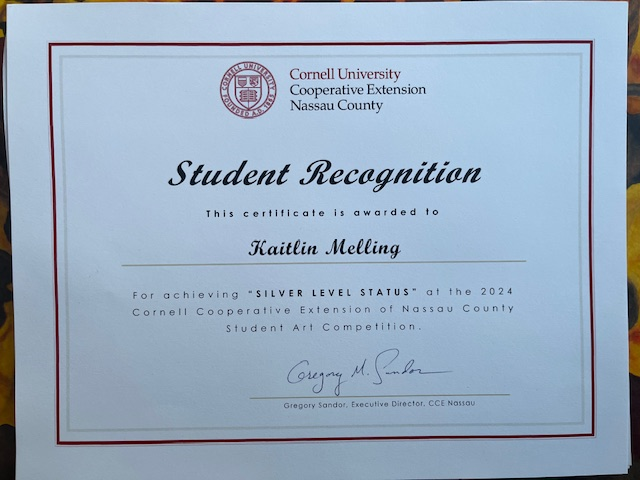 CORNELL UNIVERSITY
FOUNDED A.D. 1865
Cornell University
Cooperative Extension
Nassau County
Student Recognition
This certificate is awarded to
Kaitlin Melling
For achieving "SILVER LEVEL STATUS" at the 2024
Cornell Cooperative Extension of Nassau County
Student Art Competition.
Gregory M. Sandor
Gregory Sandor, Executive Director, CCE Nassau